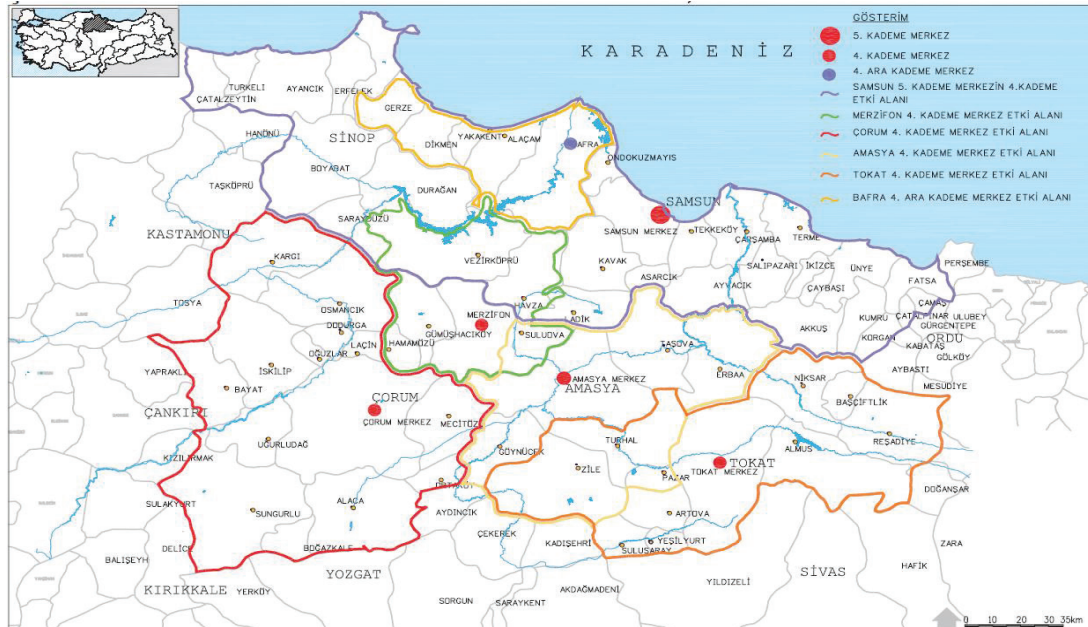 GÖSTERİM
5. KADEME MERKEZ
4. KADEME MERKEZ
4. ARA KADEME MERKEZ
SAMSUN 5. KADEME MERKEZİN 4.KADEME
ETKİ ALANI
MERZİFON 4. KADEME MERKEZ ETKİ ALANI
ÇORUM 4. KADEME MERKEZ ETKİ ALANI
AMASYA 4. KADEME MERKEZ ETKİ ALANI
TOKAT 4. KADEME MERKEZ ETKİ ALANI
BAFRA 4. ARA KADEME MERKEZ ETKİ ALANI
KARADENİZ
TURKELI
ÇATALZEYTİN
AYANCIK
ERFELEK
GERZE
HANÖNÜ
SİNOP
DİKMEN
YAKAKENT
ALAÇAM
AFRA
ONDOKUZMAYIS
BOYABAT
TAŞKÖPRÜ
DURAĞAN
SARAYDÜZÜ
SAMSUN
SAMSUN MERKEZ
TEKKEKÖY
ÇARŞAMBA
TERME
KASTAMONU
KARGI
VEZİRKÖPRÜ
KAVAK
ASARCIK
SALIPAZARI
İKİZCE
ÜNYE
PERŞEMBE
FATSA
AYVACIK
ÇAYBAŞI
TOSYA
OSMANCIK
DODURGA
HAVZA
LADİK
MERZİFON
GÜMÜŞHACIKÖY
SULUOVA
HAMAMÖZÜ
LAÇİN
OĞUZLAR
ÇAMAŞ
KUMRU
ÇATALPINAR
ULUBEY
GÜRGENTEPE
ORDU
AKKUŞ
KORGAN
KABATAŞ
GÖLKÖY
AYBASTI
MESUDİYE
TAŞOVA
ERBAA
NİKSAR
BAŞÇİFTLİK
YAPRAKLI
İSKİLİP
BAYAT
AMASYA MERKEZ
AMASYA
ÇANKIRI
ÇORUM
ÇORUM MERKEZ
MECİTÖZ
UĞURLUDAĞ
KIZILIRMAK
GÖYNÜCEK
TURHAL
ZİLE
PAZAR
TOKAT
TOKAT MERKEZ
ALMUS
REŞADİYE
DOĞANŞAR
SULAKYURT
SUNGURLU
ALACA
ORTAKÖY
AYDINCIK
ÇEKEREK
ARTOVA
KADIŞEHRİ
YEŞİLYURT
SULUSARAY
DELİCE
BOĞAZKALE
BALIŞEYH
YOZGAT
KIRIKKALE
YERKÖY
SORGUN
SARAYKENT
AKDAĞMADENİ
YILDIZELİ
SİVAS
HAFİK
ZARA
0 10 20 35km